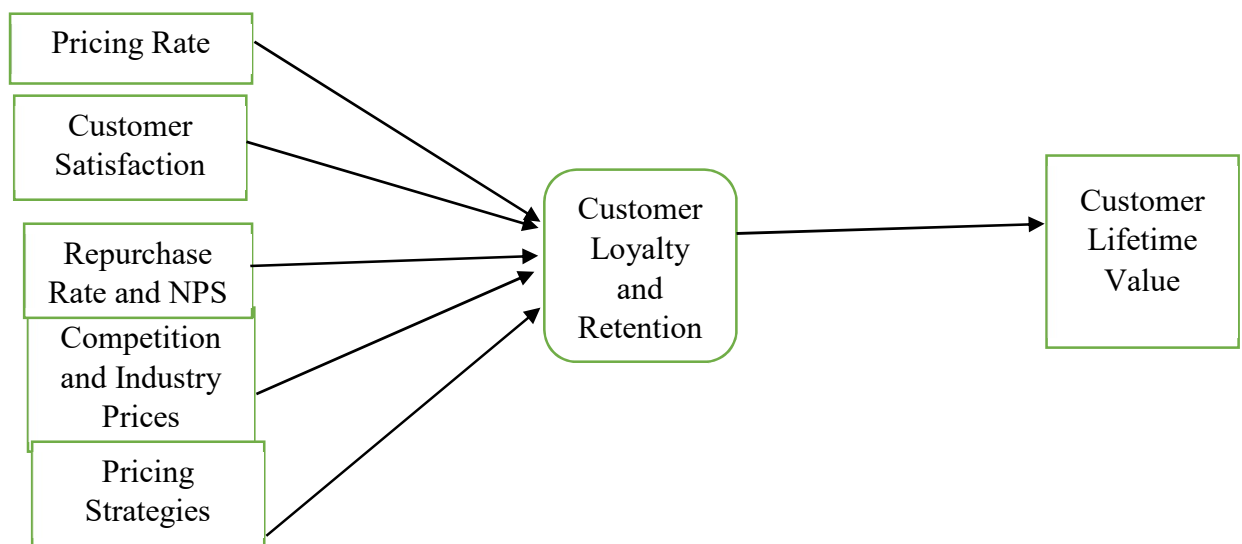 Pricing Rate
Customer
Satisfaction
Repurchase
Rate and NPS
Competition
and Industry
Prices
Pricing
Strategies
Customer
Loyalty
and
Retention
Customer
Lifetime
Value